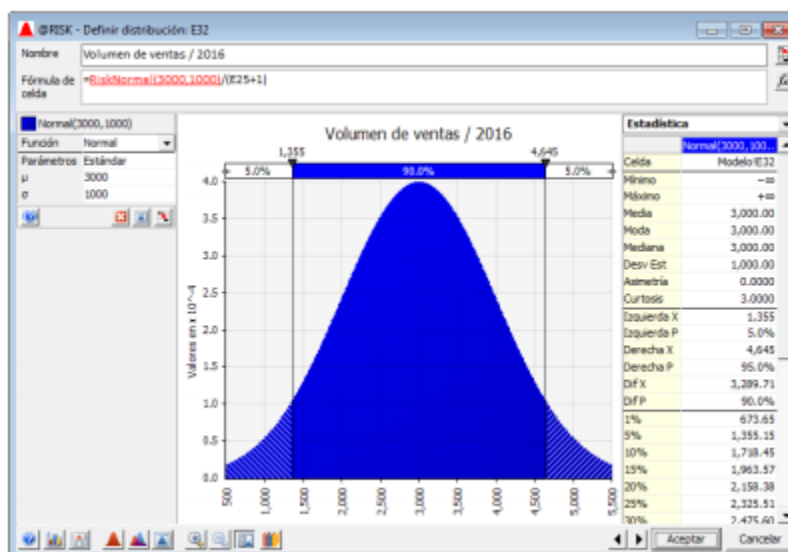 @RISK - Definir distribución: E32
Nombre Volumen de ventas / 2016
Fórmula de celda =RiskNormal(3000,1000)/(E25+1)
Normal(3000, 1000)
Función Normal
Parámetros Estándar
μ 3000
σ 1000
Volumen de ventas / 2016
1,355 4,645
5.0% 90.0% 5.0%
Valores en x 10^-4
4.0
3.5
3.0
2.5
2.0
1.5
1.0
0.5
0.0
500 1,000 1,500 2,000 2,500 3,000 3,500 4,000 4,500 5,000 5,500
Estadística
Normal(3000, 100...
Celda Modelo!E32
Mínimo -∞
Máximo +∞
Media 3,000.00
Moda 3,000.00
Mediana 3,000.00
Desv Est 1,000.00
Asimetría 0.0000
Curtosis 3.0000
Izquierda X 1,355
Izquierda P 5.0%
Derecha X 4,645
Derecha P 95.0%
Dif X 3,289.71
Dif P 90.0%
1% 673.65
5% 1,355.15
10% 1,718.45
15% 1,963.57
20% 2,158.38
25% 2,325.51
30% 2,475.60
Aceptar Cancelar